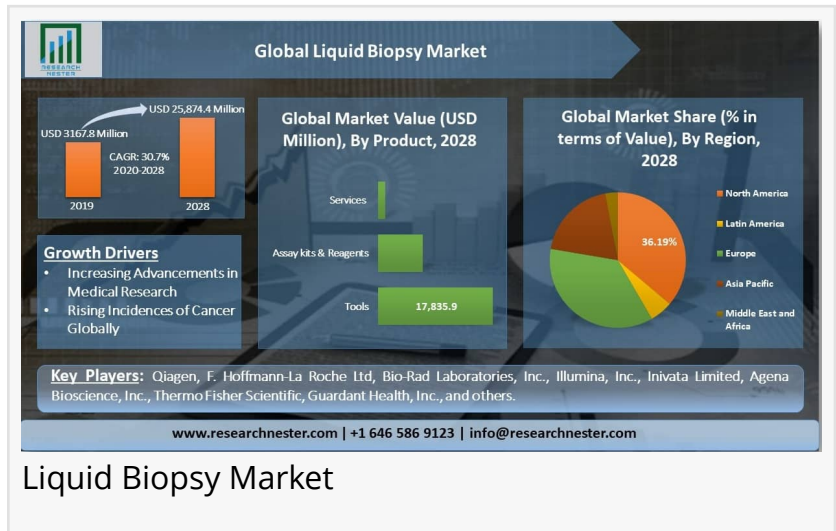 RESEARCH
NESTER
Global Liquid Biopsy Market
USD 25,874.4 Million
USD 3167.8 Million
CAGR: 30.7%
2020-2028
2019
2028
Growth Drivers
• Increasing Advancements in
Medical Research
• Rising Incidences of Cancer
Globally
Global Market Value (USD
Million), By Product, 2028
Services
Assay kits & Reagents
Tools
17,835.9
Global Market Share (% in
terms of Value), By Region,
2028
36.19%
North America
Latin America
Europe
Asia Pacific
Middle East and
Africa
Key Players: Qiagen, F. Hoffmann-La Roche Ltd, Bio-Rad Laboratories, Inc., Illumina, Inc., Inivata Limited, Agena
Bioscience, Inc., Thermo Fisher Scientific, Guardant Health, Inc., and others.
www.researchnester.com | +1 646 586 9123 | info@researchnester.com
Liquid Biopsy Market